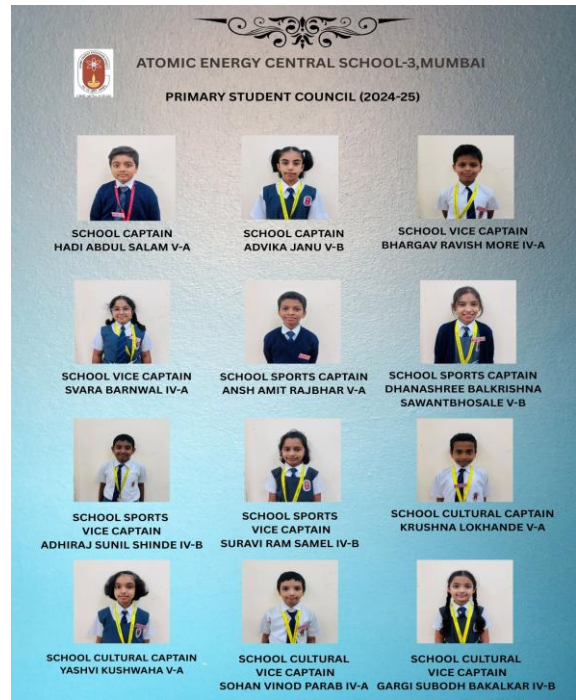 ATOMIC ENERGY CENTRAL SCHOOL-3,MUMBAI
PRIMARY STUDENT COUNCIL (2024-25)
SCHOOL CAPTAIN
HADI ABDUL SALAM V-A
SCHOOL CAPTAIN
ADVIKA JANU V-B
SCHOOL VICE CAPTAIN
BHARGAV RAVISH MORE IV-A
SCHOOL VICE CAPTAIN
SVARA BARNWAL IV-A
SCHOOL SPORTS CAPTAIN
ANSH AMIT RAJBHAR V-A
SCHOOL SPORTS CAPTAIN
DHANASHREE BALKRISHNA
SAWANTBHOSALE V-B
SCHOOL SPORTS
VICE CAPTAIN
ADHIRAJ SUNIL SHINDE IV-B
SCHOOL SPORTS
VICE CAPTAIN
SURAVI RAM SAMEL IV-B
SCHOOL CULTURAL CAPTAIN
KRUSHNA LOKHANDE V-A
SCHOOL CULTURAL CAPTAIN
YASHVI KUSHWAHA V-A
SCHOOL CULTURAL
VICE CAPTAIN
SOHAN VINOD PARAB IV-A
SCHOOL CULTURAL
VICE CAPTAIN
GARGI SUBODH BAKALKAR IV-B